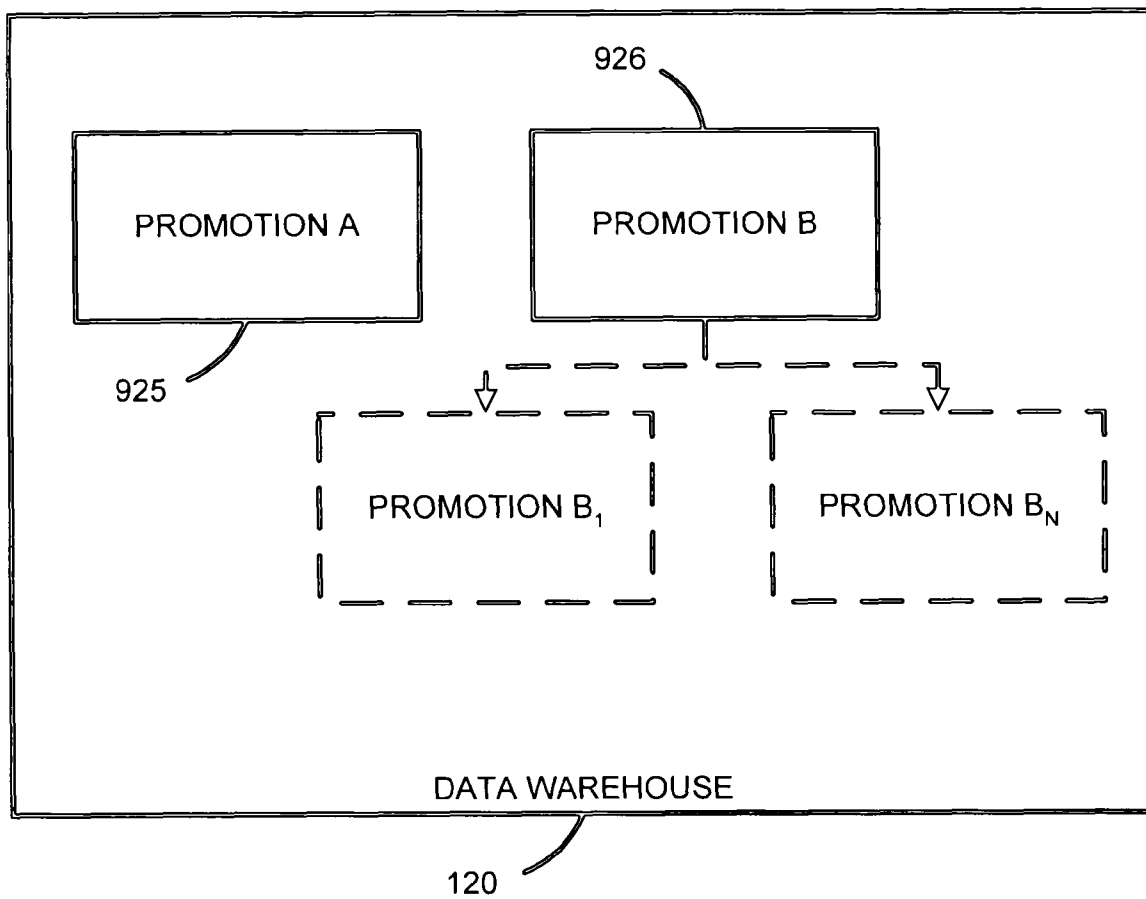 926
PROMOTION A
PROMOTION B
925
PROMOTION B₁
PROMOTION Bₙ
DATA WAREHOUSE
120